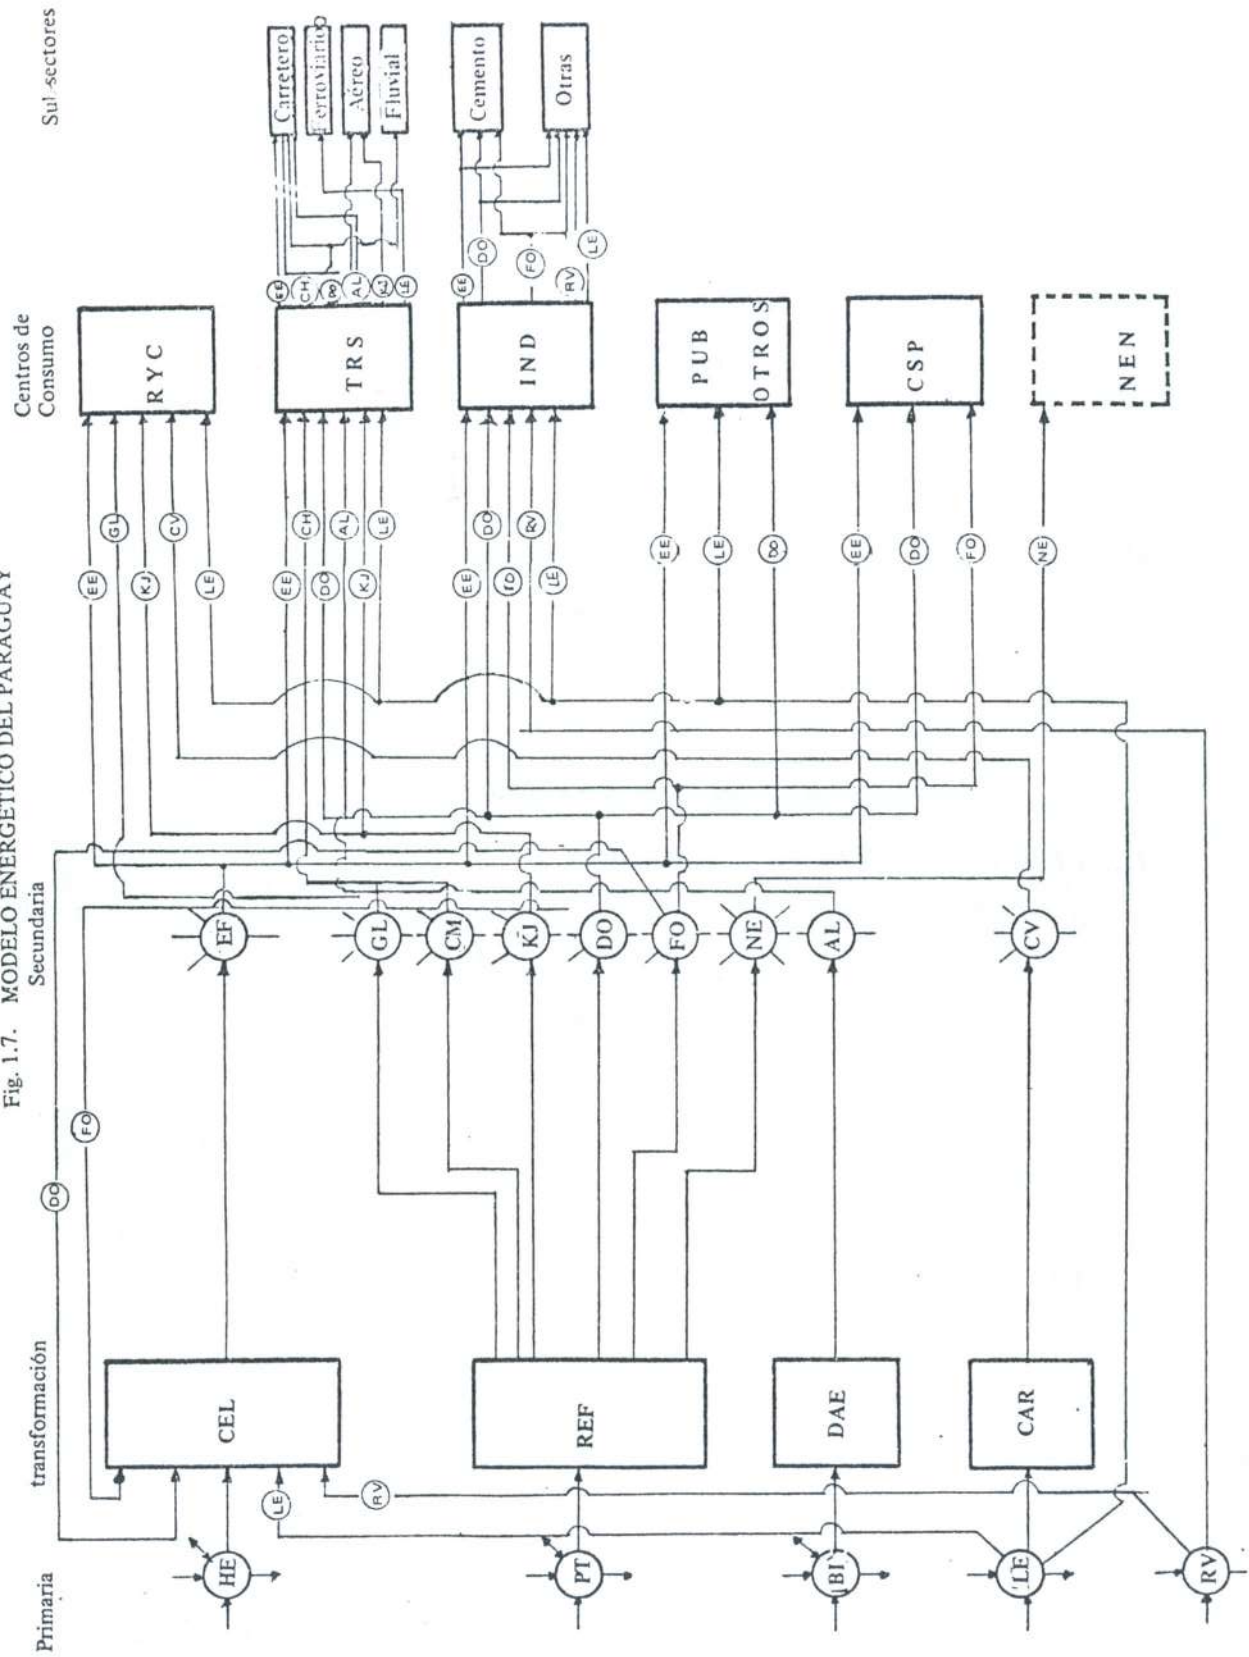 Fig. 1.7. MODELO ENERGETICO DEL PARAGUAY
Primaria
transformación
Secundaria
Centros de
Consumo
Sul -sectores
HE
PT
BI
LE
RV
DO
FO
LE
RV
CEL
REF
DAE
CAR
EF
GL
CM
KJ
DO
FO
NE
AL
CV
EE
GL
KJ
CV
LE
RYC
EE
CH
DO
AL
KJ
LE
TRS
EE
CH
DO
AL
KJ
LE
Carretero
Ferroviario
Aéreo
Fluvial
EE
DO
FO
RV
LE
IND
EE
DO
FO
RV
LE
Cemento
Otras
EE
LE
DO
PUB
OTROS
EE
DO
FO
CSP
NE
NEN